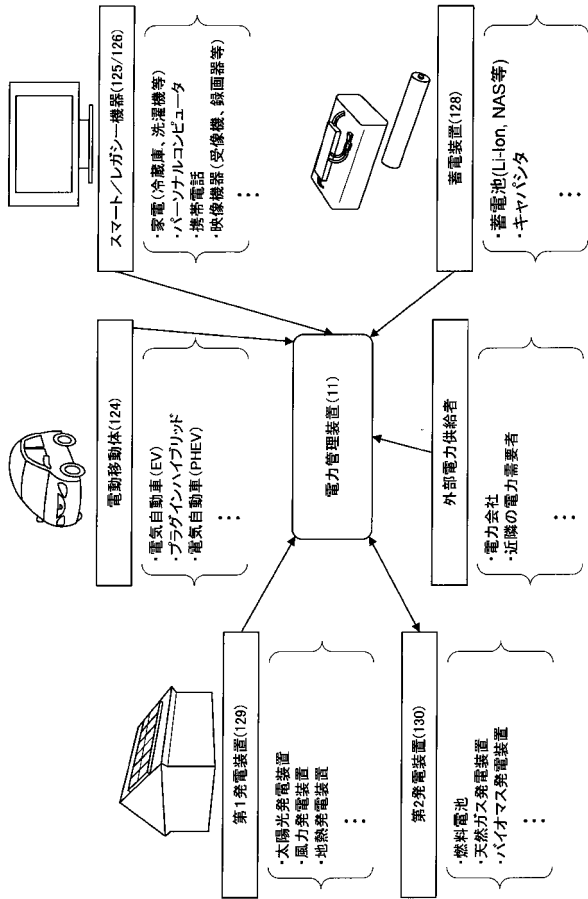 第1発電装置(129)
・太陽光発電装置
・風力発電装置
・地熱発電装置
：
電動移動体(124)
・電気自動車(EV)
・プラグインハイブリッド
・電気自動車(PHEV)
：
スマート／レガシー機器(125/126)
・家電(冷蔵庫、洗濯機等)
・パーソナルコンピュータ
・携帯電話
・映像機器(受像機、録画器等)
：
電力管理装置(11)
第2発電装置(130)
・燃料電池
・天然ガス発電装置
・バイオマス発電装置
：
外部電力供給者
・電力会社
・近隣の電力需要者
：
蓄電装置(128)
・蓄電池(Li-Ion, NAS等)
・キャパシタ
：